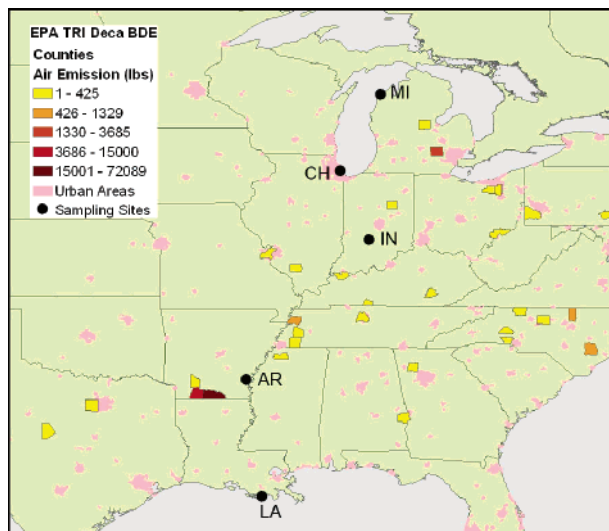 EPA TRI Deca BDE
Counties
Air Emission (lbs)
1 - 425
426 - 1329
1330 - 3685
3686 - 15000
15001 - 72089
Urban Areas
Sampling Sites
MI
CH
IN
AR
LA